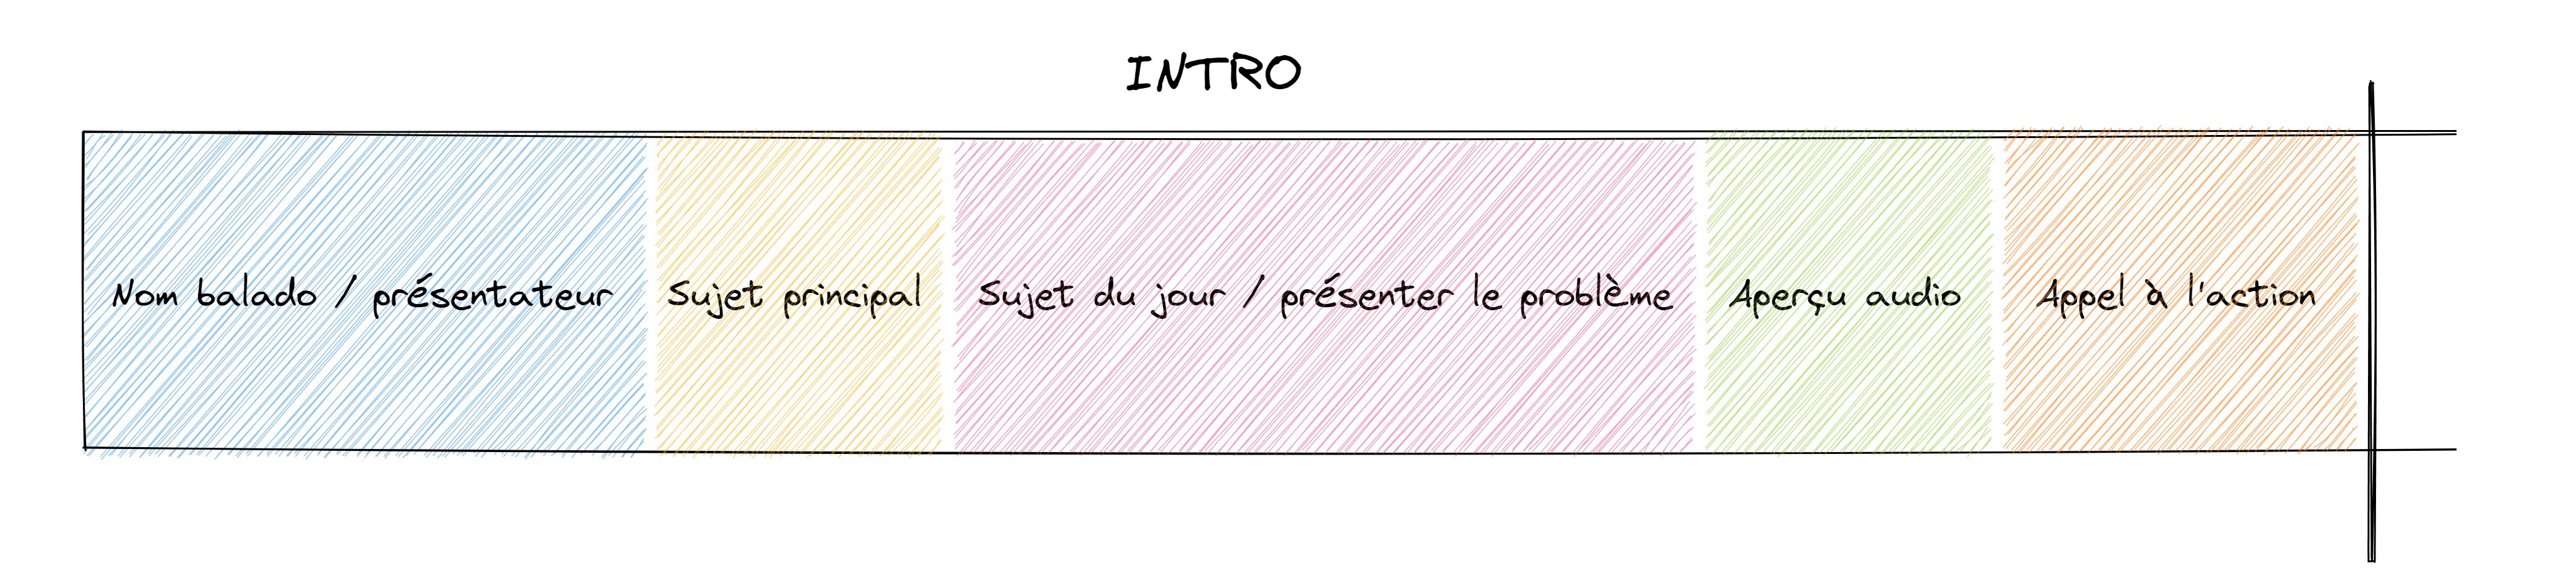 INTRO
Nom balado / présentateur
Sujet principal
Sujet du jour / présenter le problème
Aperçu audio
Appel à l'action